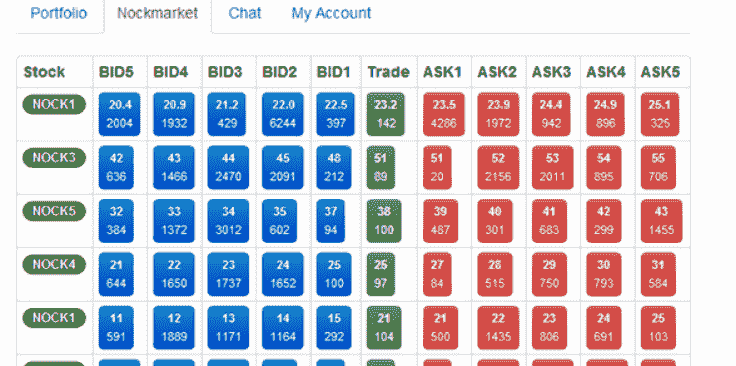 Portfolio Nockmarket Chat My Account
Stock BID5 BID4 BID3 BID2 BID1 Trade ASK1 ASK2 ASK3 ASK4 ASK5
NOCK1 20.4 20.9 21.2 22.0 22.5 23.2 23.5 23.9 24.4 24.9 25.1
2004 1932 429 6244 397 142 4286 1972 942 896 325
NOCK3 42 43 44 45 48 51 51 52 53 54 55
636 1466 2470 2091 212 89 20 2156 2011 895 706
NOCK5 32 33 34 35 37 38 39 40 41 42 43
384 1372 3012 602 94 100 487 301 683 299 1455
NOCK4 21 22 23 24 25 25 27 28 29 30 31
644 1650 1737 1652 100 97 84 515 750 793 584
NOCK1 11 12 13 14 15 21 21 22 23 24 25
591 1889 1171 1164 292 104 500 1435 806 691 103